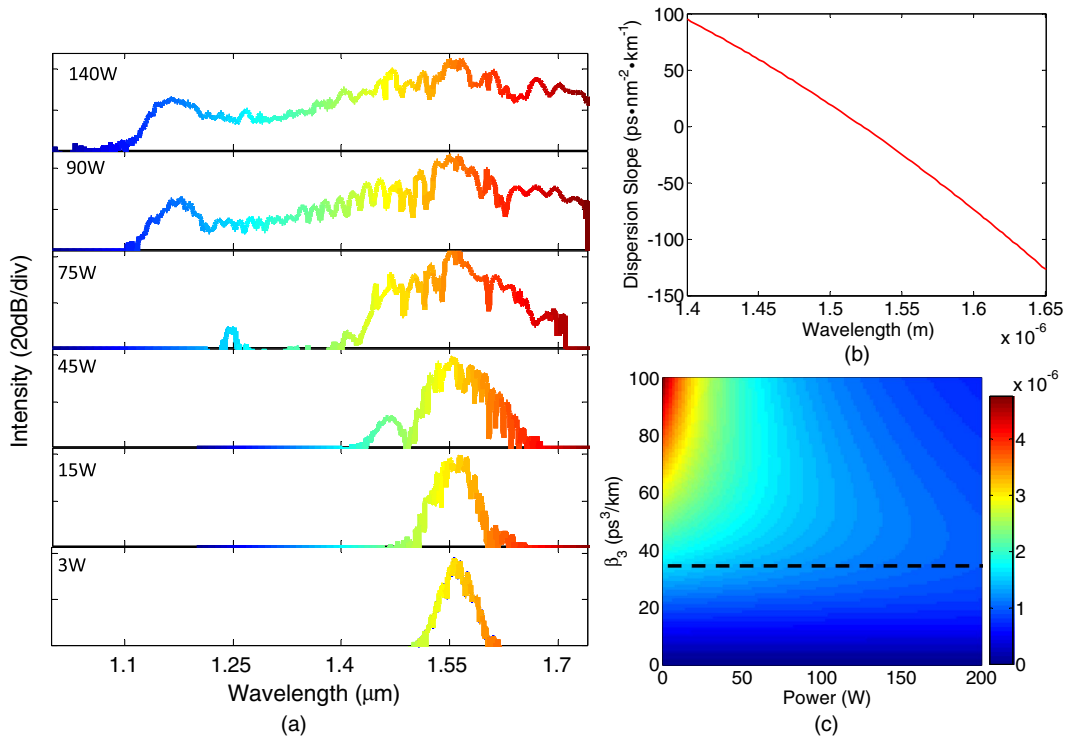 140W
90W
75W
45W
15W
3W
Intensity (20dB/div)
1.1 1.25 1.4 1.55 1.7
Wavelength (μm)
(a)
Dispersion Slope (ps•nm⁻²•km⁻¹)
100
50
0
-50
-100
-150
1.4 1.45 1.5 1.55 1.6 1.65
Wavelength (m) x 10⁻⁶
(b)
β₃ (ps³/km)
100
80
60
40
20
0
0 50 100 150 200
Power (W)
x 10⁻⁶
4
3
2
1
0
(c)